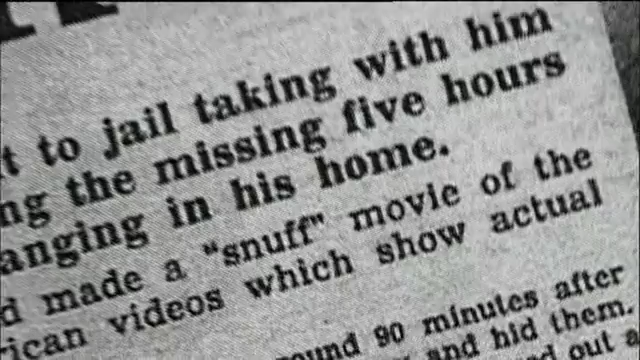 t to jail taking with him
ng the missing five hours
anging in his home.
d made a "snuff" movie of the
rican videos which show actual
ound 90 minutes after
and hid them.
d out a